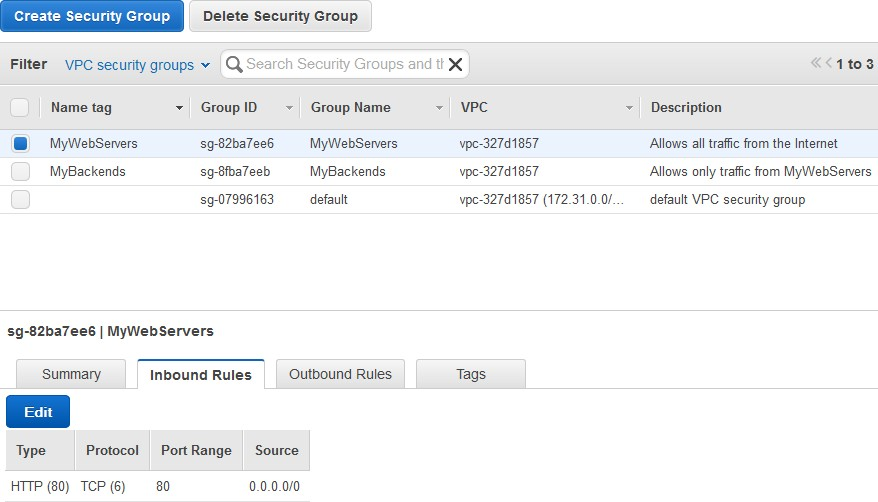 Create Security Group Delete Security Group
Filter VPC security groups Search Security Groups and th 1 to 3
Name tag Group ID Group Name VPC Description
MyWebServers sg-82ba7ee6 MyWebServers vpc-327d1857 Allows all traffic from the Internet
MyBackends sg-8fba7eeb MyBackends vpc-327d1857 Allows only traffic from MyWebServers
sg-07996163 default vpc-327d1857 (172.31.0.0/... default VPC security group
sg-82ba7ee6 | MyWebServers
Summary Inbound Rules Outbound Rules Tags
Edit
Type Protocol Port Range Source
HTTP (80) TCP (6) 80 0.0.0.0/0